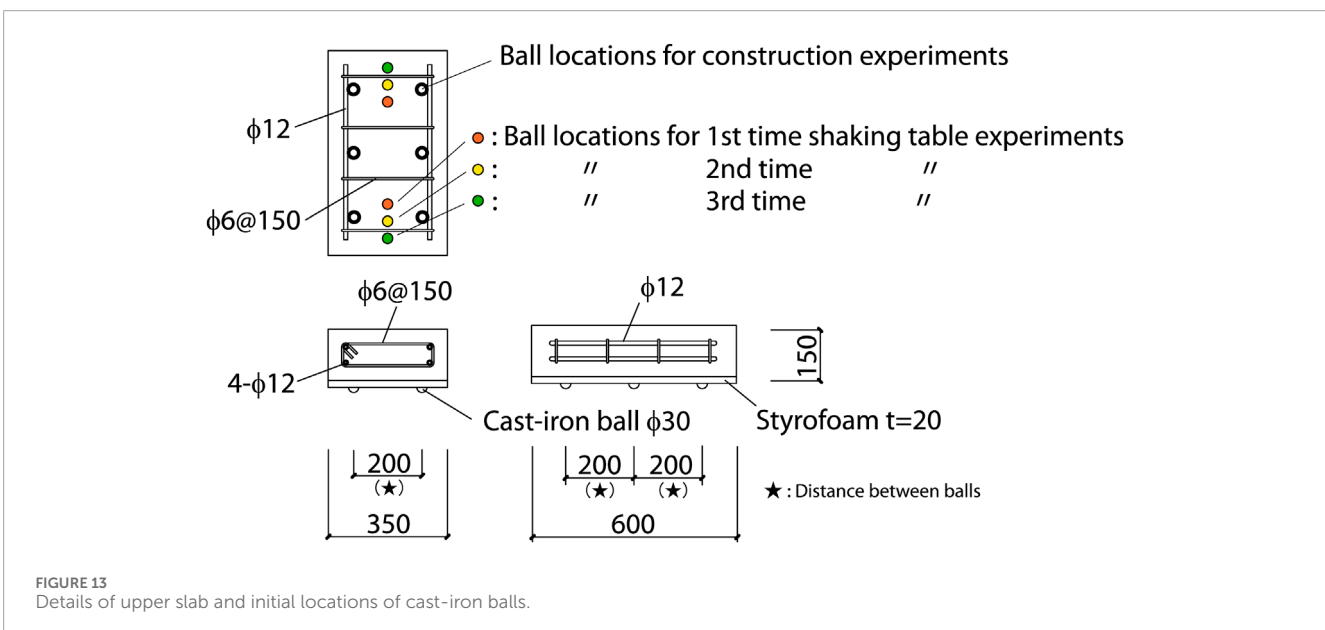 Ball locations for construction experiments
ϕ12
: Ball locations for 1st time shaking table experiments
: 〃 2nd time 〃
: 〃 3rd time 〃
ϕ6@150
ϕ6@150
ϕ12
150
4-ϕ12
Cast-iron ball ϕ30
Styrofoam t=20
200
(★)
200 200
(★) (★)
★ : Distance between balls
350
600
FIGURE 13
Details of upper slab and initial locations of cast-iron balls.